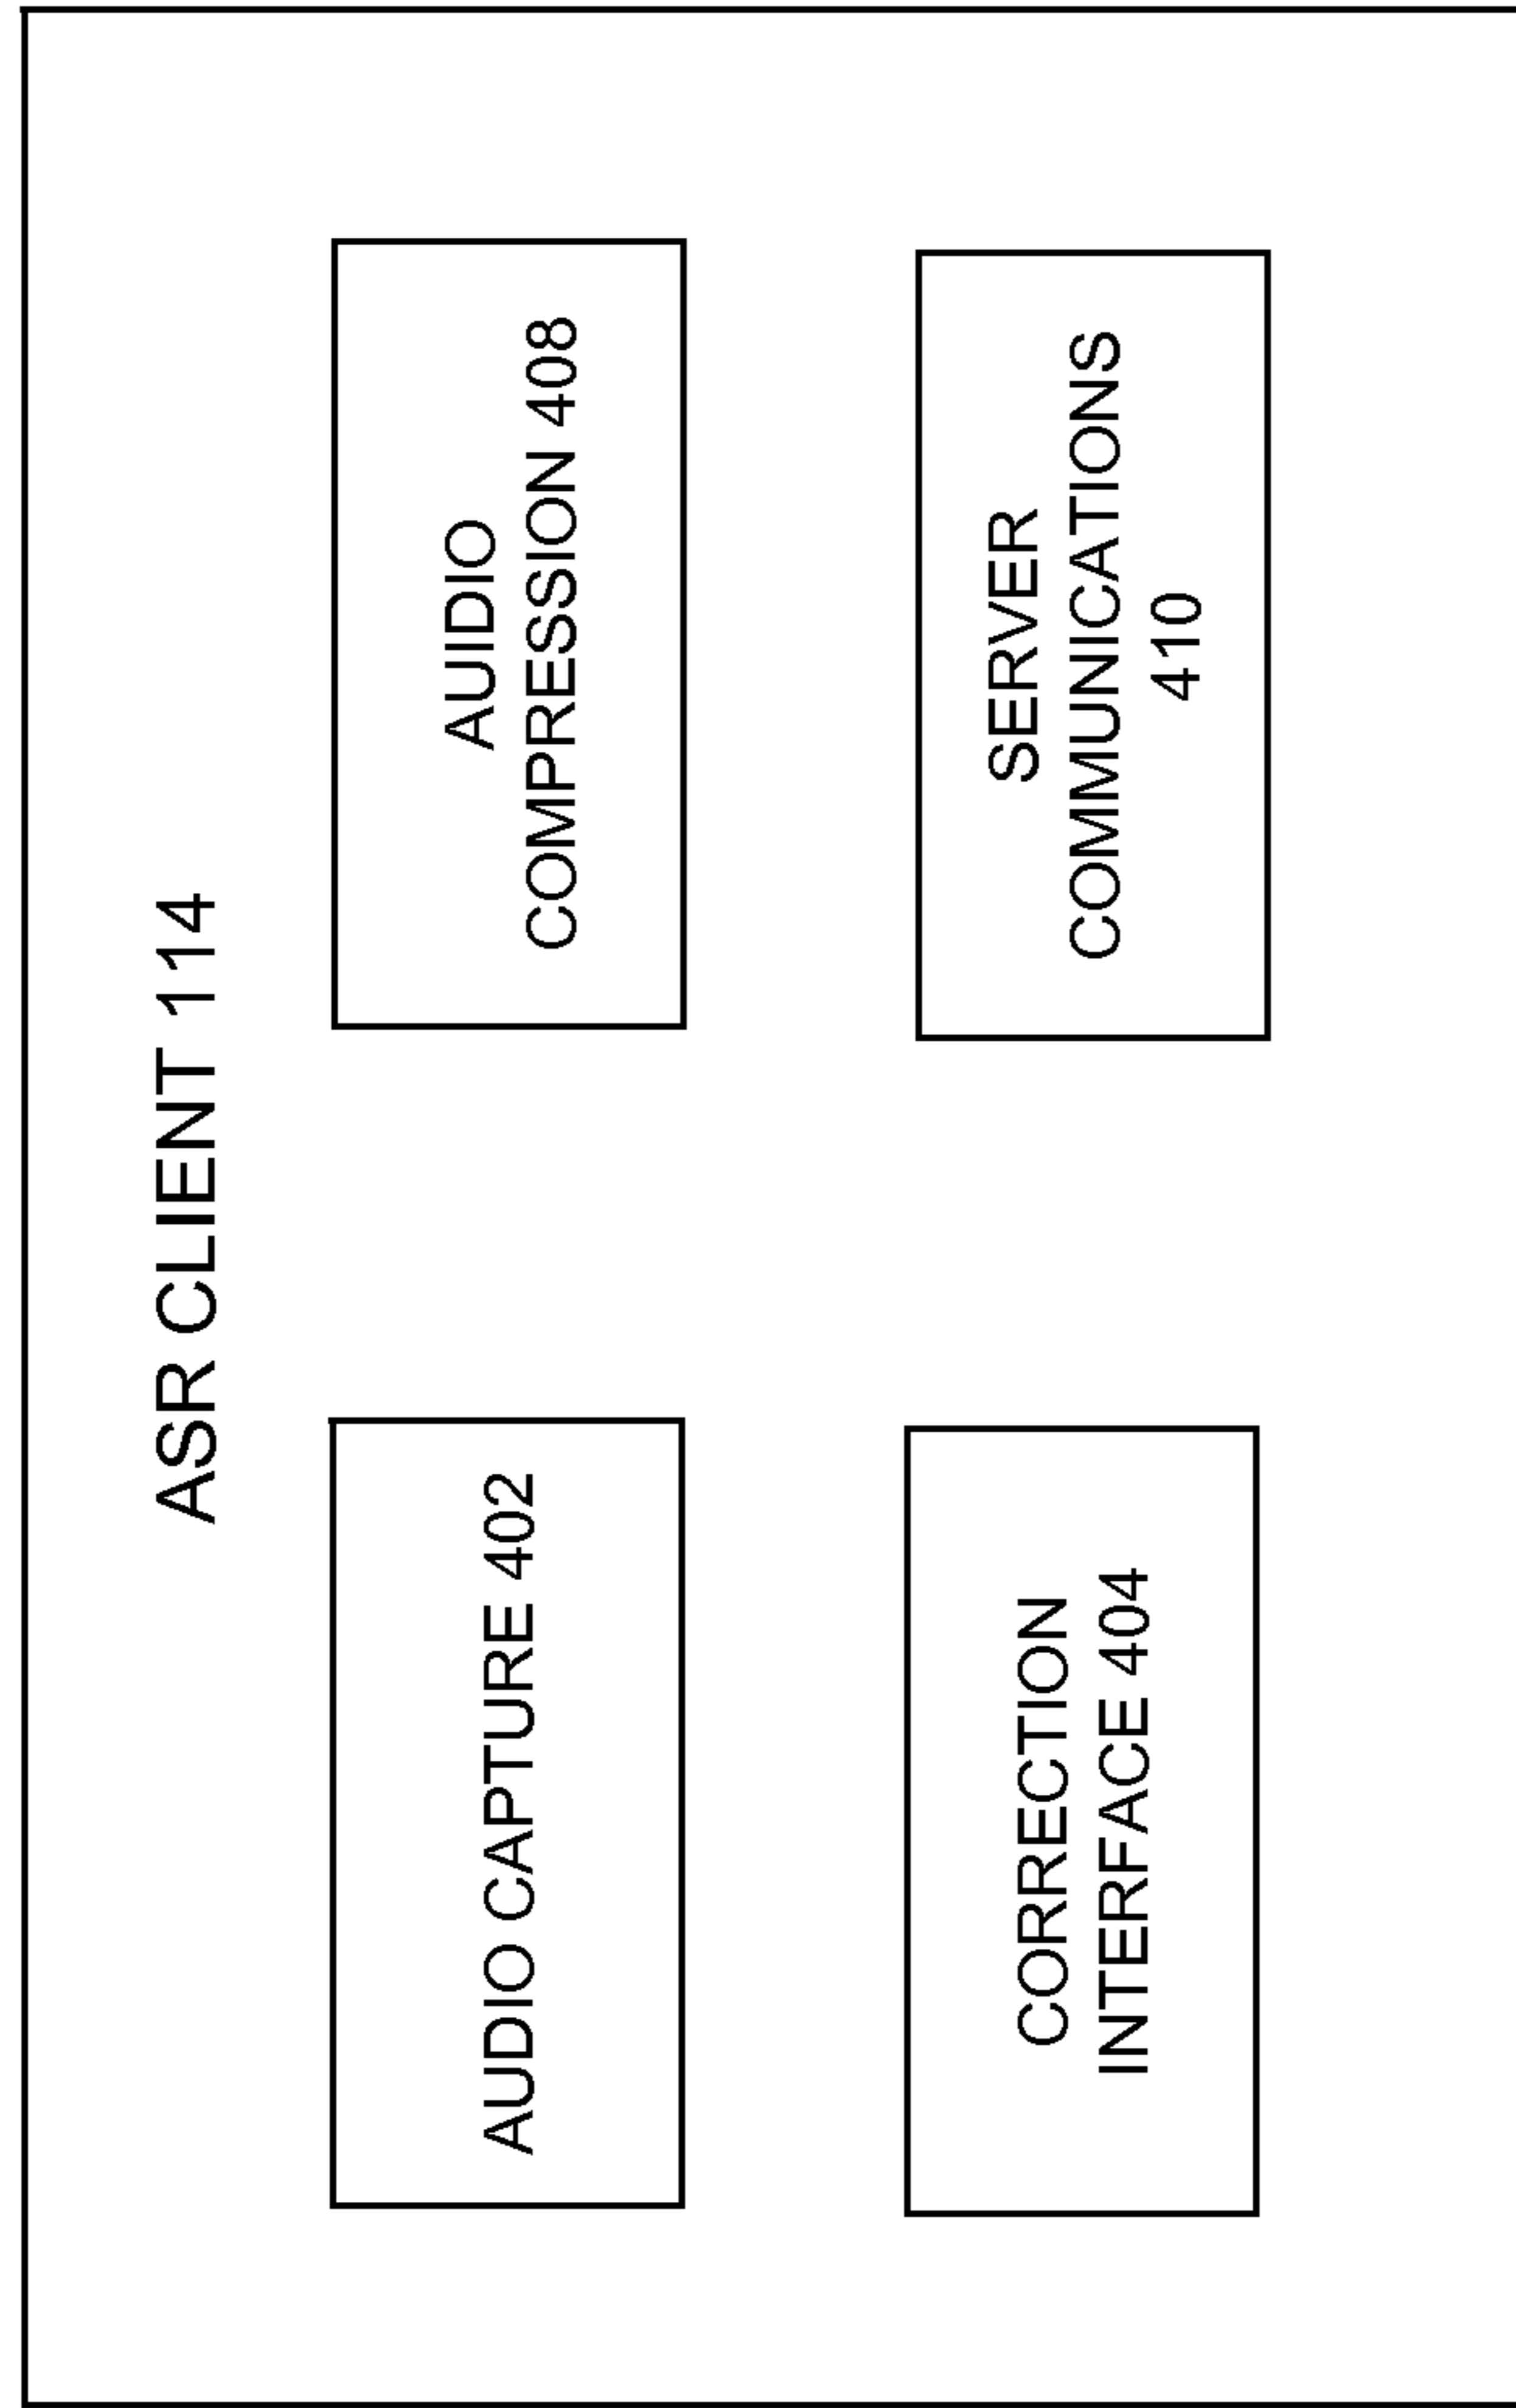 ASR CLIENT 114
AUDIO CAPTURE 402
AUIDIO
COMPRESSION 408
CORRECTION
INTERFACE 404
SERVER
COMMUNICATIONS
410